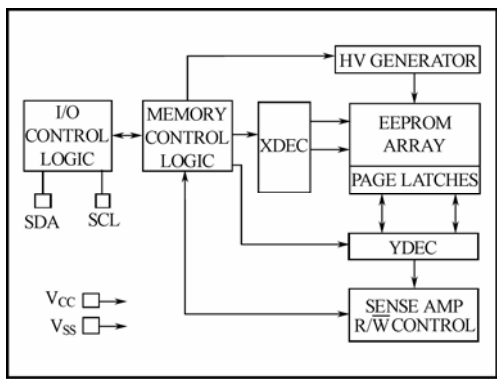 HV GENERATOR
I/O
CONTROL
LOGIC
MEMORY
CONTROL
LOGIC
XDEC
EEPROM
ARRAY
PAGE LATCHES
SDA
SCL
YDEC
VCC
VSS
SENSE AMP
R/W̅ CONTROL